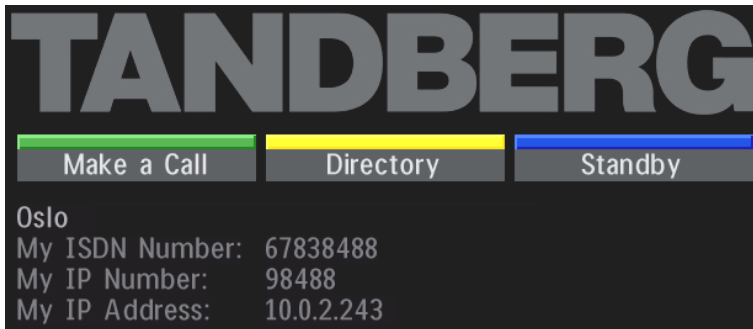 TANDBERG
Make a Call Directory Standby
Oslo
My ISDN Number: 67838488
My IP Number: 98488
My IP Address: 10.0.2.243